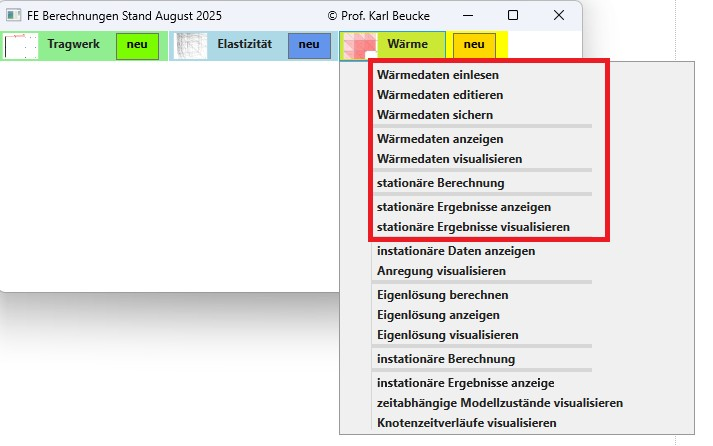 FE Berechnungen Stand August 2025 © Prof. Karl Beucke
Tragwerk neu Elastizität neu Wärme neu
Wärmedaten einlesen
Wärmedaten editieren
Wärmedaten sichern
Wärmedaten anzeigen
Wärmedaten visualisieren
stationäre Berechnung
stationäre Ergebnisse anzeigen
stationäre Ergebnisse visualisieren
instationäre Daten anzeigen
Anregung visualisieren
Eigenlösung berechnen
Eigenlösung anzeigen
Eigenlösung visualisieren
instationäre Berechnung
instationäre Ergebnisse anzeige
zeitabhängige Modellzustände visualisieren
Knotenzeitverläufe visualisieren